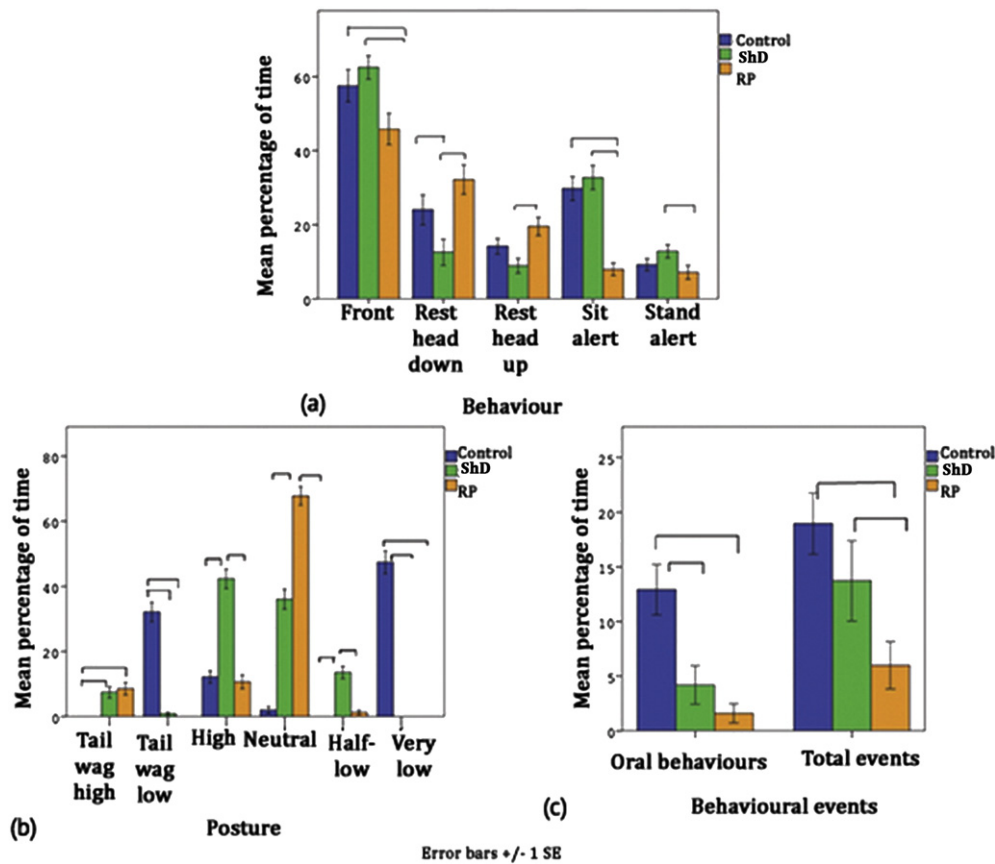 Mean percentage of time
60
40
20
0
Control
ShD
RP
Front
Rest head down
Rest head up
Sit alert
Stand alert
(a)
Behaviour
Mean percentage of time
80
60
40
20
0
Control
ShD
RP
Tail wag high
Tail wag low
High
Neutral
Half-low
Very low
(b)
Posture
Mean percentage of time
25
20
15
10
5
0
Control
ShD
RP
Oral behaviours
Total events
(c)
Behavioural events
Error bars +/- 1 SE